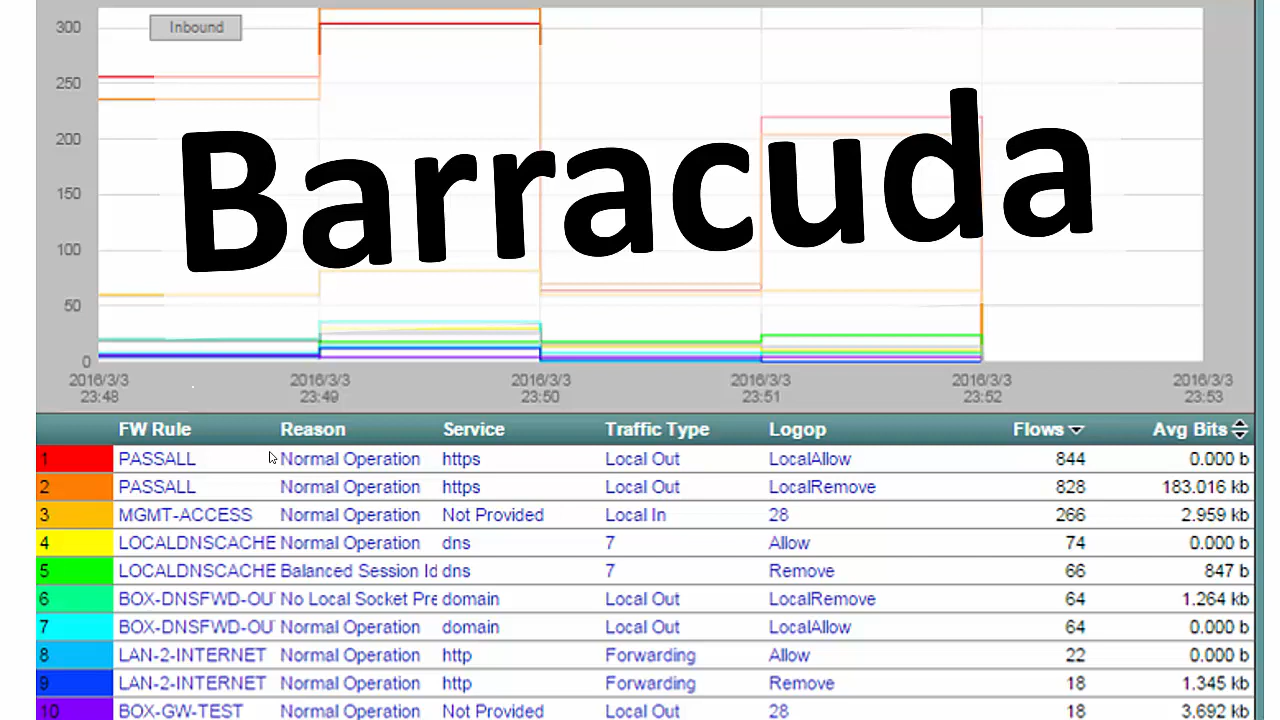 300
Inbound
250
200
150
100
50
0
Barracuda
2016/3/3 2016/3/3 2016/3/3 2016/3/3 2016/3/3 2016/3/3
23:48 23:49 23:50 23:51 23:52 23:53
FW Rule Reason Service Traffic Type Logop Flows Avg Bits
1 PASSALL Normal Operation https Local Out LocalAllow 844 0.000 b
2 PASSALL Normal Operation https Local Out LocalRemove 828 183.016 kb
3 MGMT-ACCESS Normal Operation Not Provided Local In 28 266 2.959 kb
4 LOCALDNSCACHE Normal Operation dns 7 Allow 74 0.000 b
5 LOCALDNSCACHE Balanced Session Id dns 7 Remove 66 847 b
6 BOX-DNSFWD-OU No Local Socket Pre domain Local Out LocalRemove 64 1.264 kb
7 BOX-DNSFWD-OU Normal Operation domain Local Out LocalAllow 64 0.000 b
8 LAN-2-INTERNET Normal Operation http Forwarding Allow 22 0.000 b
9 LAN-2-INTERNET Normal Operation http Forwarding Remove 18 1.345 kb
10 BOX-GW-TEST Normal Operation Not Provided Local Out 28 18 3.692 kb